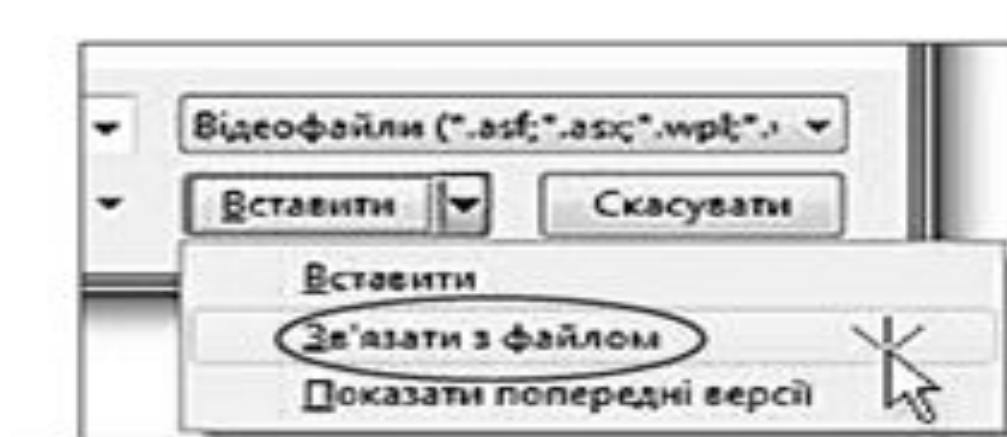 Відеофайли (*.asf;*.asx;*.wpl;*.
Вставити Скасувати
Вставити
Зв'язати з файлом
Показати попередні версії